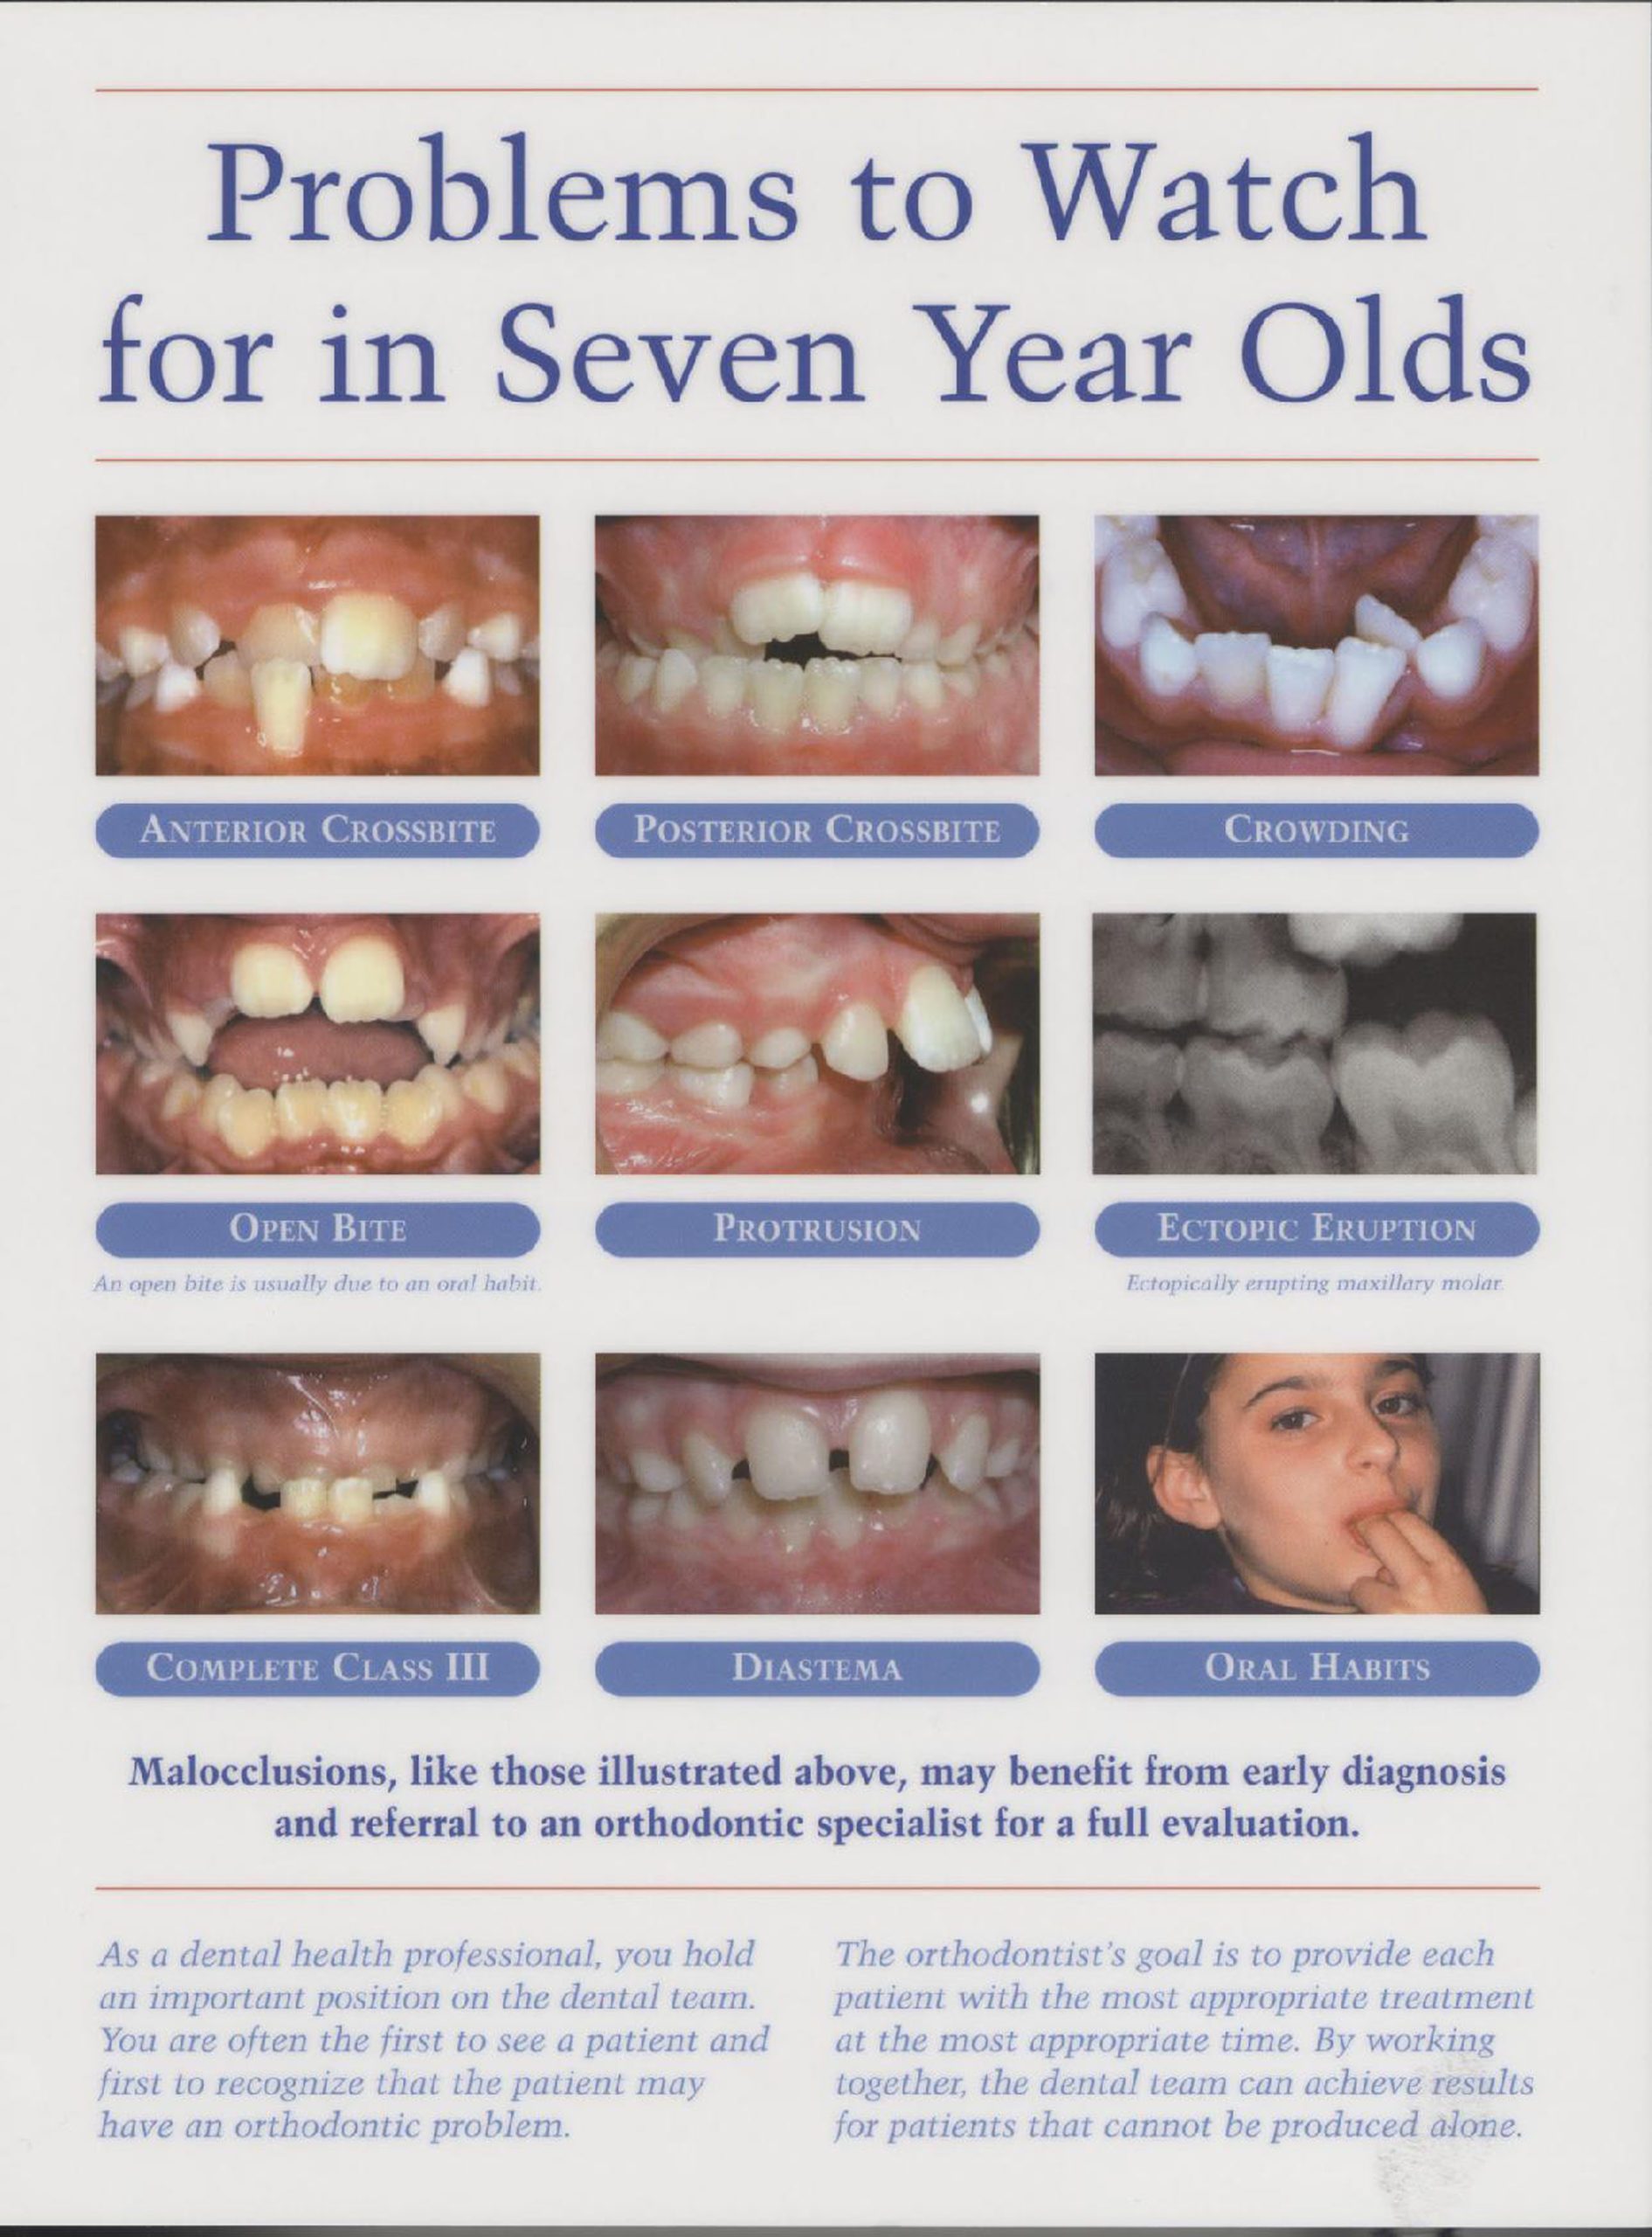 Problems to Watch
for in Seven Year Olds
ANTERIOR CROSSBITE
POSTERIOR CROSSBITE
CROWDING
OPEN BITE
PROTRUSION
ECTOPIC ERUPTION
An open bite is usually due to an oral habit.
Ectopically erupting maxillary molar.
COMPLETE CLASS III
DIASTEMA
ORAL HABITS
Malocclusions, like those illustrated above, may benefit from early diagnosis
and referral to an orthodontic specialist for a full evaluation.
As a dental health professional, you hold
an important position on the dental team.
You are often the first to see a patient and
first to recognize that the patient may
have an orthodontic problem.
The orthodontist's goal is to provide each
patient with the most appropriate treatment
at the most appropriate time. By working
together, the dental team can achieve results
for patients that cannot be produced alone.